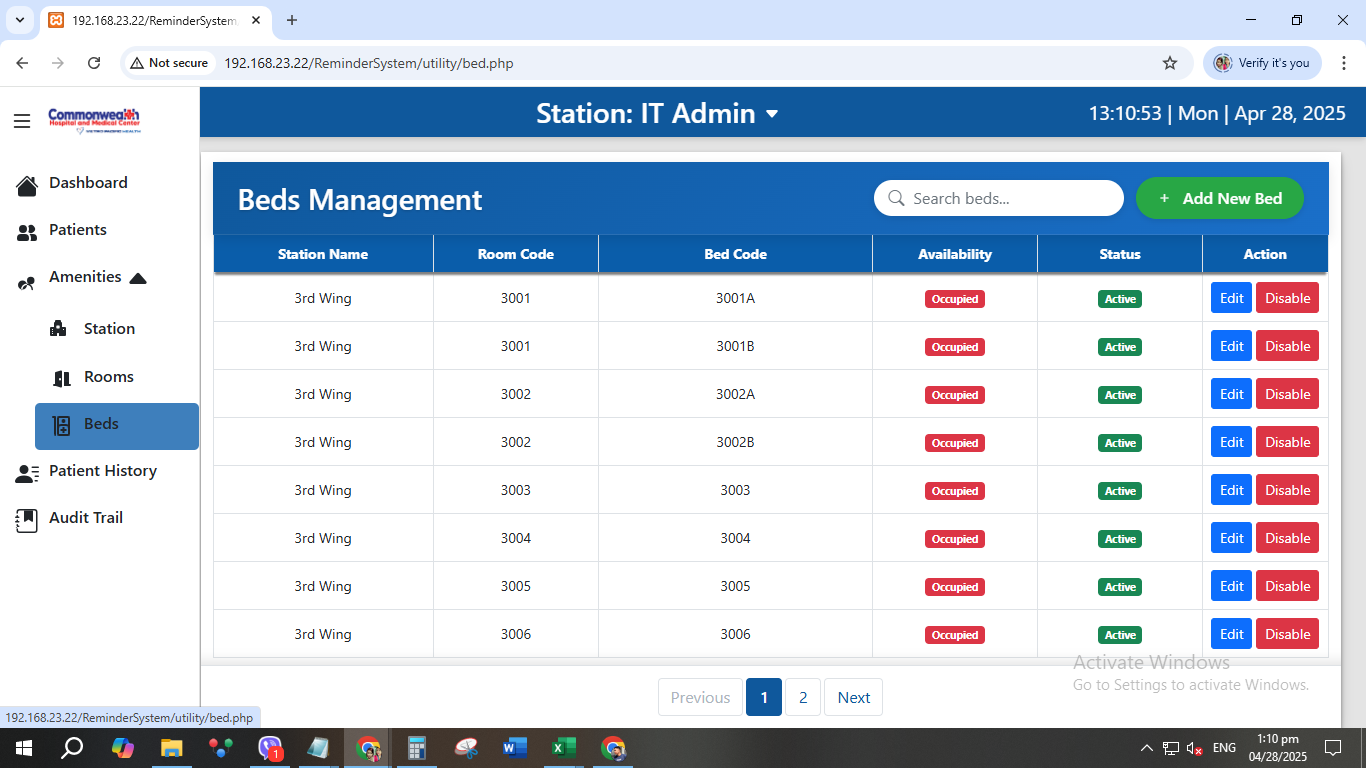 192.168.23.22/ReminderSystem
Not secure 192.168.23.22/ReminderSystem/utility/bed.php Verify it's you
Commonwealth
Hospital and Medical Center
Station: IT Admin
13:10:53 | Mon | Apr 28, 2025
Dashboard
Patients
Amenities
Station
Rooms
Beds
Patient History
Audit Trail
Beds Management
Search beds...
+ Add New Bed
Station Name Room Code Bed Code Availability Status Action
3rd Wing 3001 3001A Occupied Active Edit Disable
3rd Wing 3001 3001B Occupied Active Edit Disable
3rd Wing 3002 3002A Occupied Active Edit Disable
3rd Wing 3002 3002B Occupied Active Edit Disable
3rd Wing 3003 3003 Occupied Active Edit Disable
3rd Wing 3004 3004 Occupied Active Edit Disable
3rd Wing 3005 3005 Occupied Active Edit Disable
3rd Wing 3006 3006 Occupied Active Edit Disable
Activate Windows
Go to Settings to activate Windows.
Previous 1 2 Next
192.168.23.22/ReminderSystem/utility/bed.php
1
ENG
1:10 pm
04/28/2025